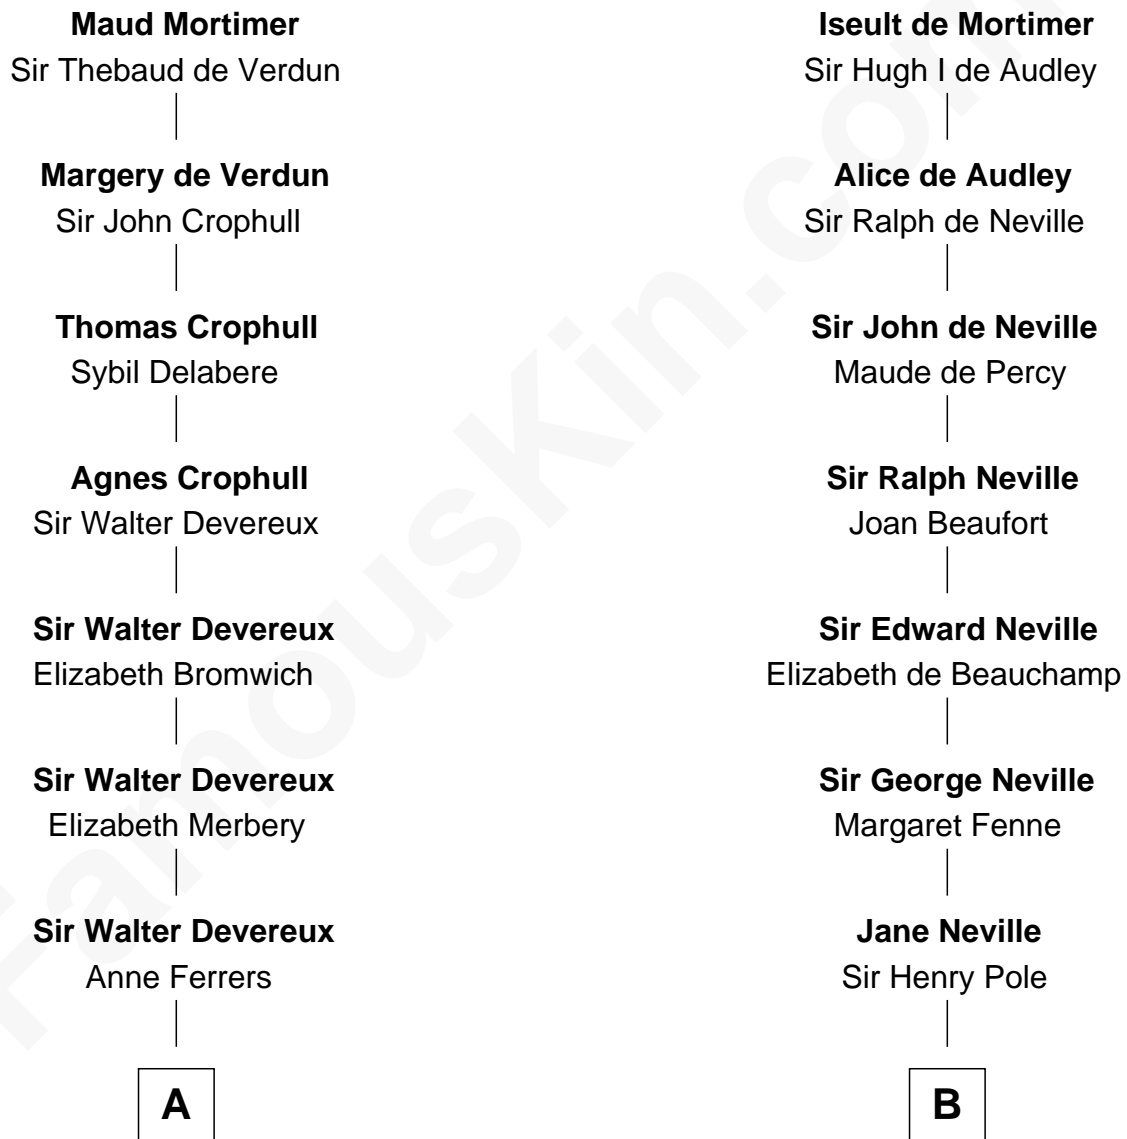 Maud Mortimer
Sir Thebaud de Verdun
Margery de Verdun
Sir John Crophull
Thomas Crophull
Sybil Delabere
Agnes Crophull
Sir Walter Devereux
Sir Walter Devereux
Elizabeth Bromwich
Sir Walter Devereux
Elizabeth Merbery
Sir Walter Devereux
Anne Ferrers
A
Iseult de Mortimer
Sir Hugh I de Audley
Alice de Audley
Sir Ralph de Neville
Sir John de Neville
Maude de Percy
Sir Ralph Neville
Joan Beaufort
Sir Edward Neville
Elizabeth de Beauchamp
Sir George Neville
Margaret Fenne
Jane Neville
Sir Henry Pole
B
FamousKin.com